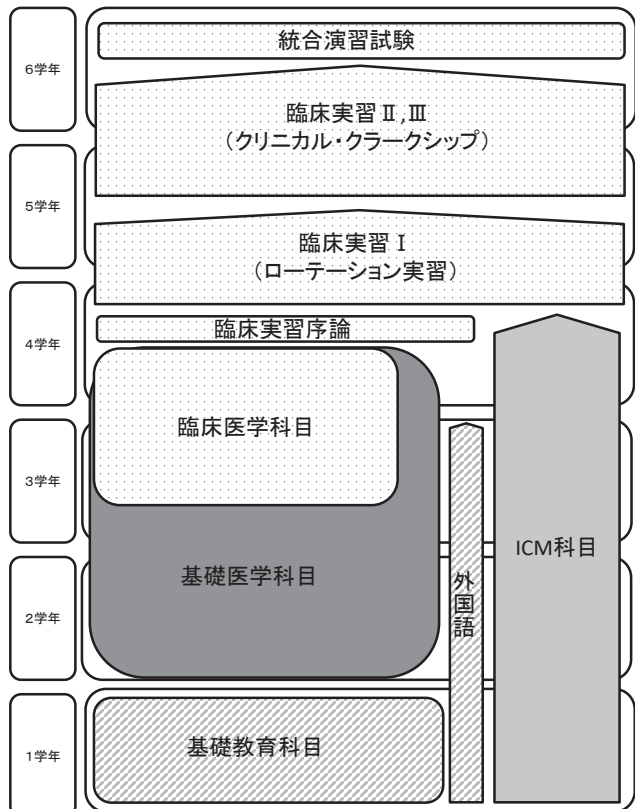 6学年
統合演習試験
臨床実習Ⅱ,Ⅲ
(クリニカル・クラークシップ)
5学年
臨床実習Ⅰ
(ローテーション実習)
4学年
臨床実習序論
臨床医学科目
3学年
ICM科目
基礎医学科目
外国語
2学年
基礎教育科目
1学年